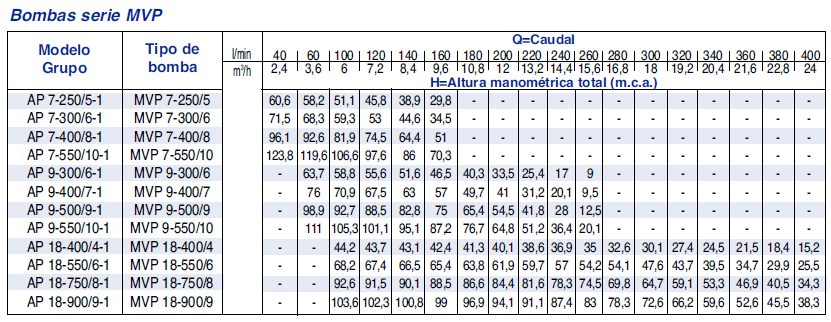 Bombas serie MVP
Modelo Grupo Tipo de bomba Q=Caudal
l/min 40 60 100 120 140 160 180 200 220 240 260 280 300 320 340 360 380 400
m³/h 2,4 3,6 6 7,2 8,4 9,6 10,8 12 13,2 14,4 15,6 16,8 18 19,2 20,4 21,6 22,8 24
H=Altura manométrica total (m.c.a.)
AP 7-250/5-1 MVP 7-250/5 60,6 58,2 51,1 45,8 38,9 29,8 - - - - - - - - - - - -
AP 7-300/6-1 MVP 7-300/6 71,5 68,3 59,3 53 44,6 34,5 - - - - - - - - - - - -
AP 7-400/8-1 MVP 7-400/8 96,1 92,6 81,9 74,5 64,4 51 - - - - - - - - - - - -
AP 7-550/10-1 MVP 7-550/10 123,8 119,6 106,6 97,6 86 70,3 - - - - - - - - - - - -
AP 9-300/6-1 MVP 9-300/6 - 63,7 58,8 55,6 51,6 46,5 40,3 33,5 25,4 17 9 - - - - - - -
AP 9-400/7-1 MVP 9-400/7 - 76 70,9 67,5 63 57 49,7 41 31,2 20,1 9,5 - - - - - - -
AP 9-500/9-1 MVP 9-500/9 - 98,9 92,7 88,5 82,8 75 65,4 54,5 41,8 28 12,5 - - - - - - -
AP 9-550/10-1 MVP 9-550/10 - 111 105,3 101,1 95,1 87,2 76,7 64,8 51,2 36,4 20,1 - - - - - - -
AP 18-400/4-1 MVP 18-400/4 - - 44,2 43,7 43,1 42,4 41,3 40,1 38,6 36,9 35 32,6 30,1 27,4 24,5 21,5 18,4 15,2
AP 18-550/6-1 MVP 18-550/6 - - 68,2 67,4 66,5 65,4 63,8 61,9 59,7 57 54,2 54,1 47,6 43,7 39,5 34,7 29,9 25,5
AP 18-750/8-1 MVP 18-750/8 - - 92,6 91,5 90,1 88,5 86,6 84,4 81,6 78,3 74,5 69,8 64,7 59,1 53,3 46,9 40,5 34,3
AP 18-900/9-1 MVP 18-900/9 - - 103,6 102,3 100,8 99 96,9 94,1 91,1 87,4 83 78,3 72,6 66,2 59,6 52,6 45,5 38,3